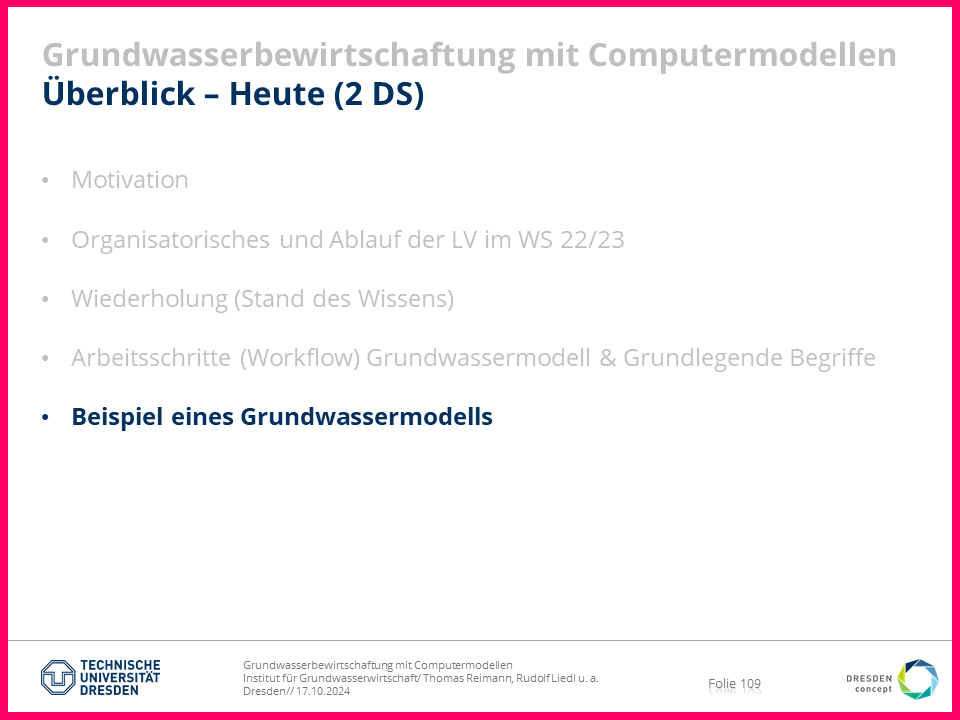 Grundwasserbewirtschaftung mit Computermodellen
Überblick – Heute (2 DS)
• Motivation
• Organisatorisches und Ablauf der LV im WS 22/23
• Wiederholung (Stand des Wissens)
• Arbeitsschritte (Workflow) Grundwassermodell & Grundlegende Begriffe
• Beispiel eines Grundwassermodells
TECHNISCHE
UNIVERSITÄT
DRESDEN
Grundwasserbewirtschaftung mit Computermodellen
Institut für Grundwasserwirtschaft/ Thomas Reimann, Rudolf Liedl u. a.
Dresden// 17.10.2024
Folie 109
DRESDEN
concept